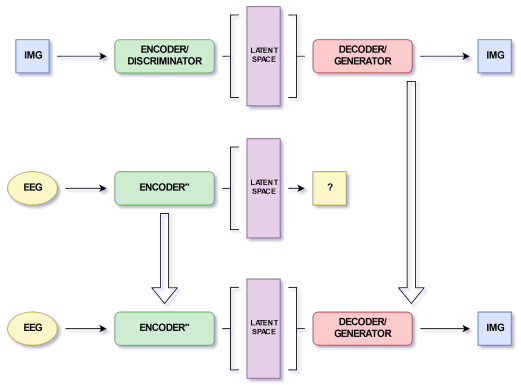 IMG
ENCODER/
DISCRIMINATOR
LATENT
SPACE
DECODER/
GENERATOR
IMG
EEG
ENCODER"
LATENT
SPACE
?
EEG
ENCODER"
LATENT
SPACE
DECODER/
GENERATOR
IMG